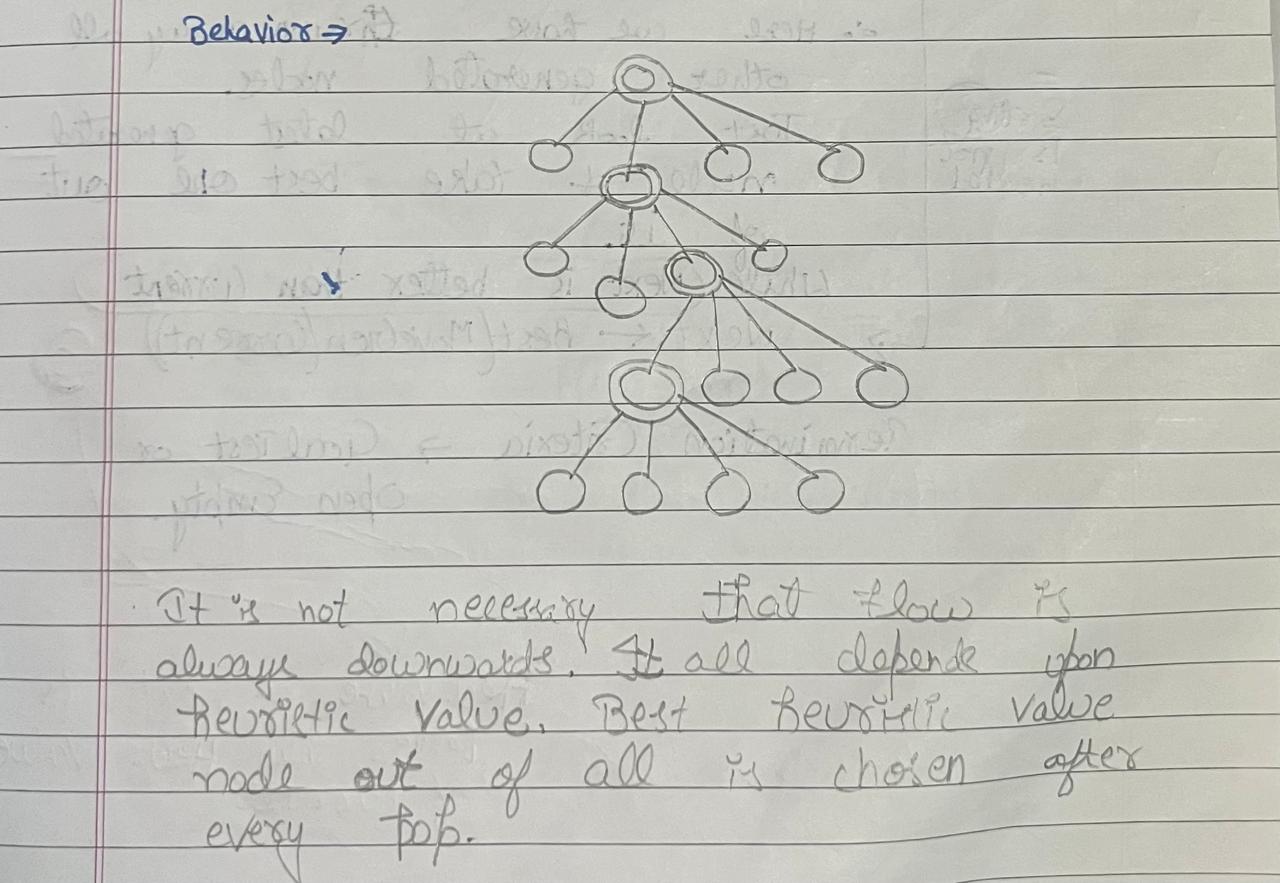 Behavior →
It is not necessary that flow is
always downwards. It all depends upon
heuristic value. Best heuristic value
node out of all is chosen after
every pop.